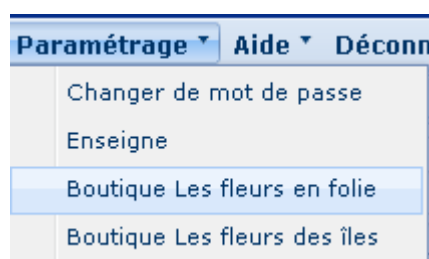 Paramétrage Aide Déconn
Changer de mot de passe
Enseigne
Boutique Les fleurs en folie
Boutique Les fleurs des îles